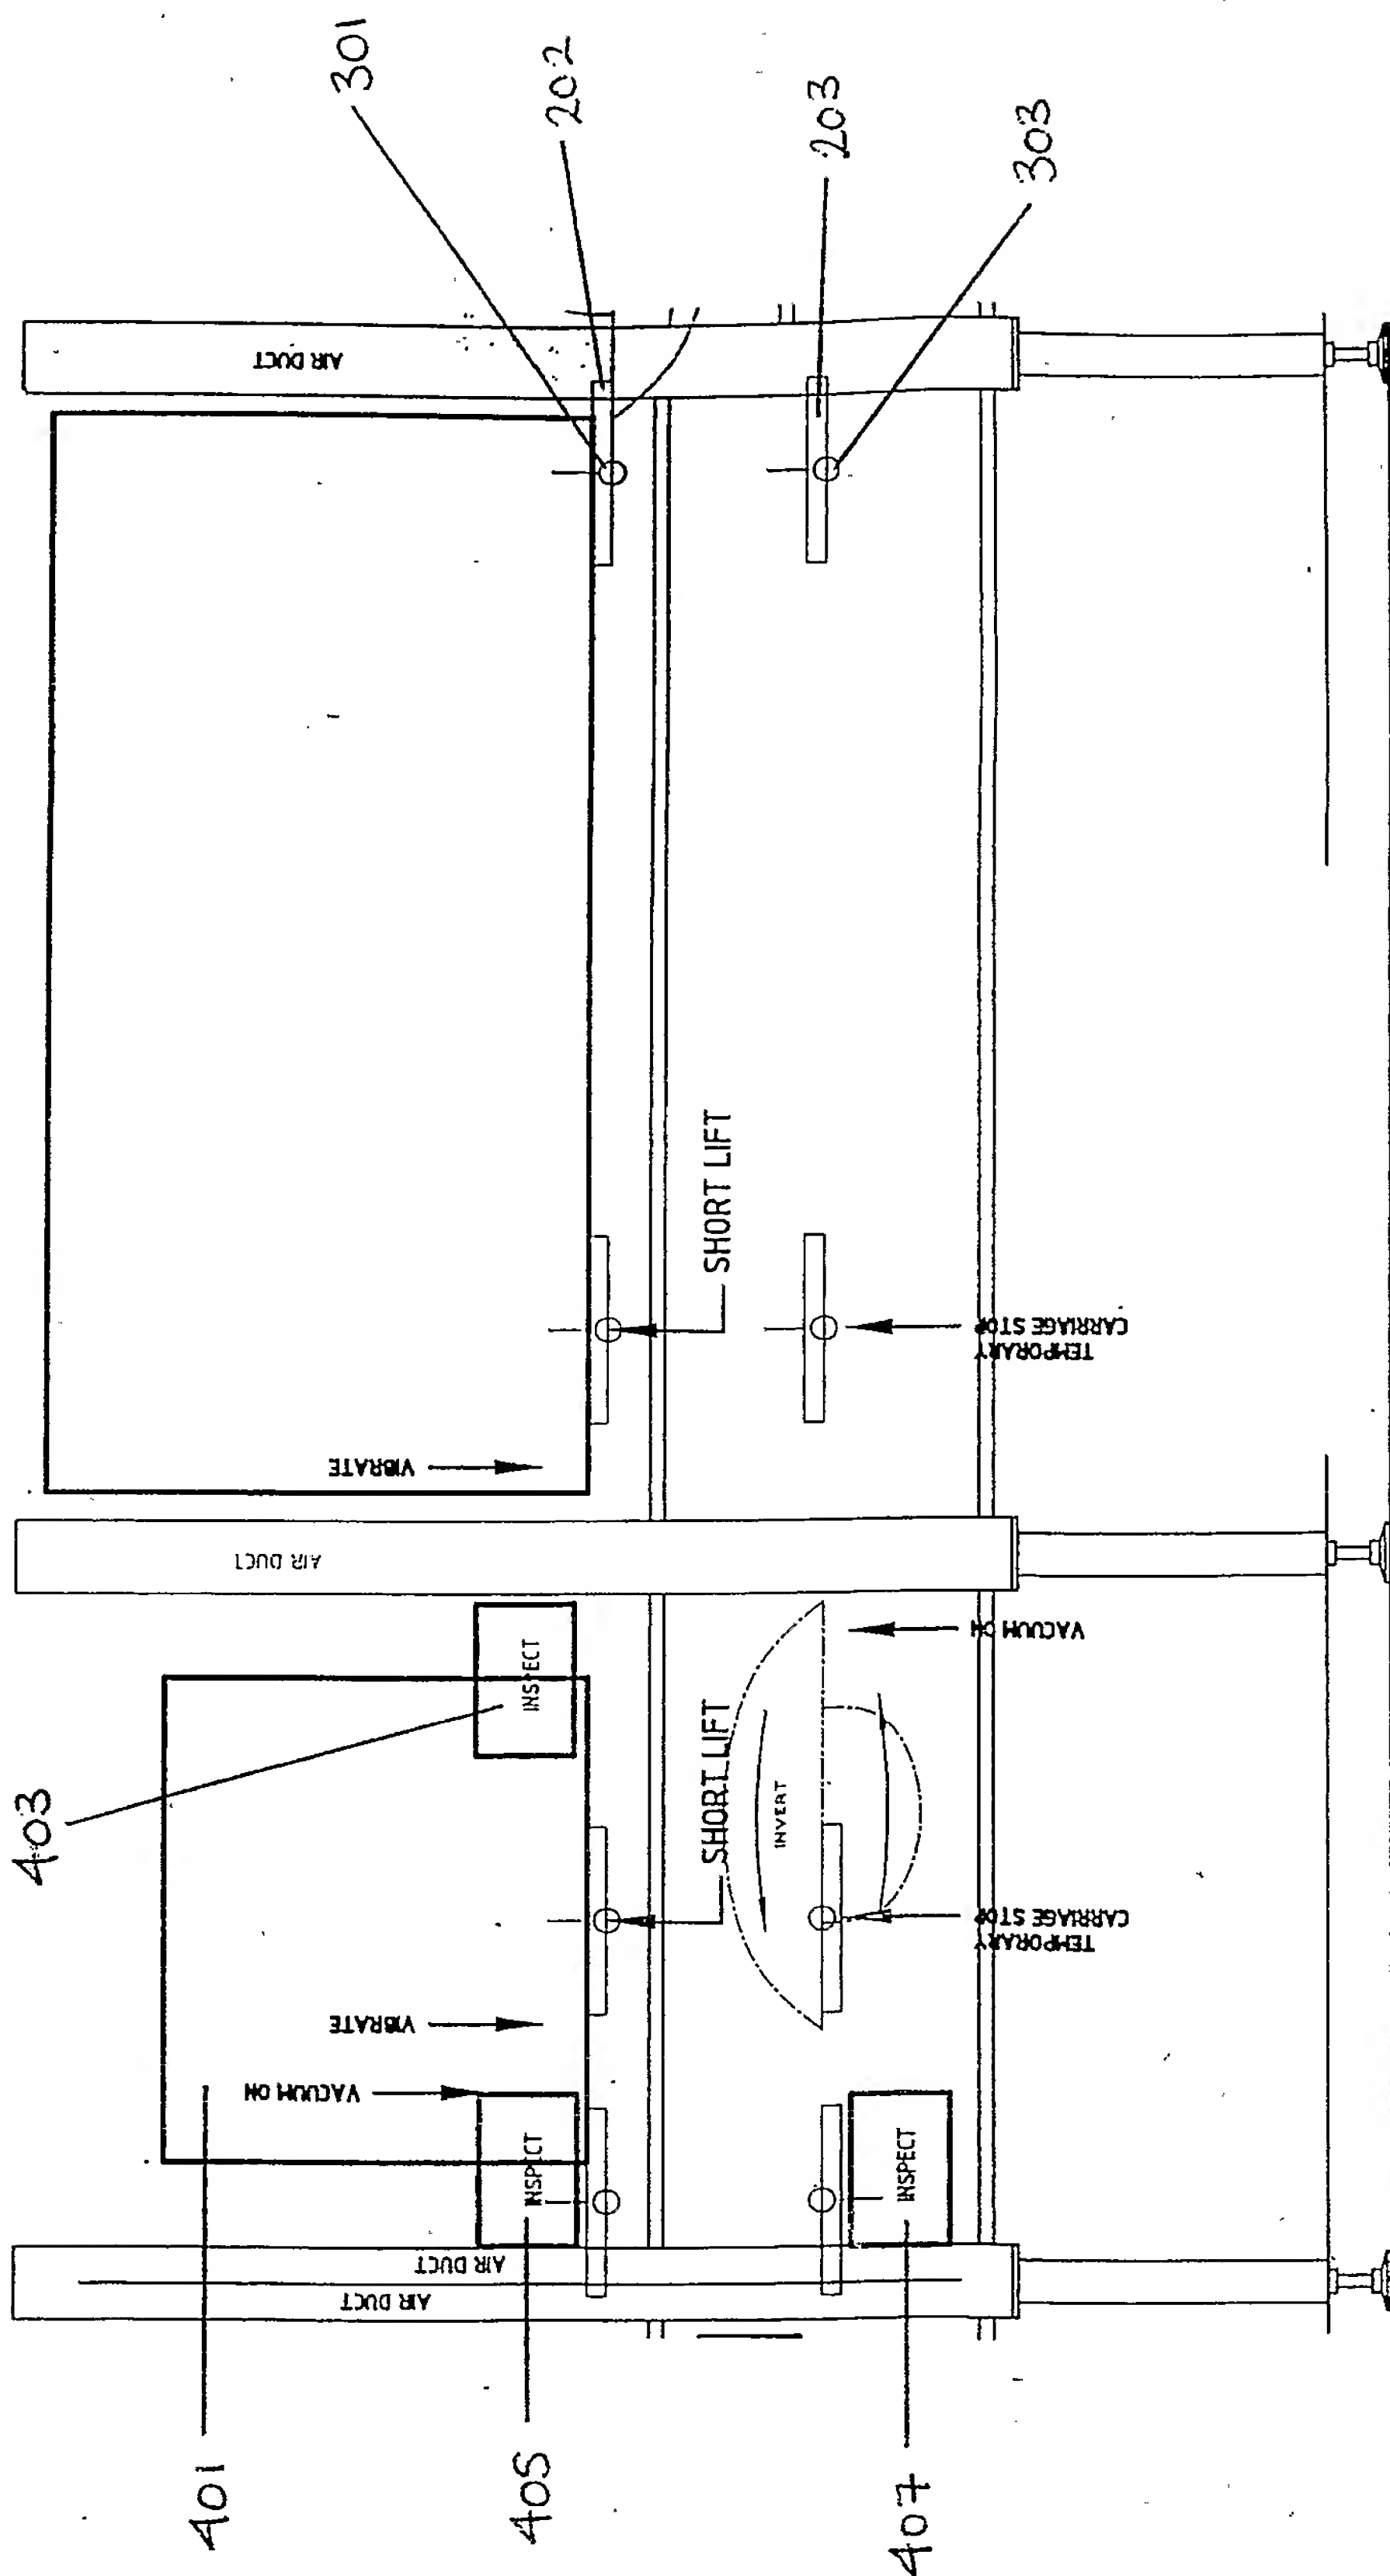 301
202
203
303
AIR DUCT
SHORT LIFT
TEMPORARY
CARRIAGE STOP
VIBRATE
AIR DUCT
INSPECT
403
VACUUM ON
SHORT LIFT
INVERT
TEMPORARY
CARRIAGE STOP
VIBRATE
VACUUM ON
INSPECT
INSPECT
AIR DUCT
AIR DUCT
401
405
407